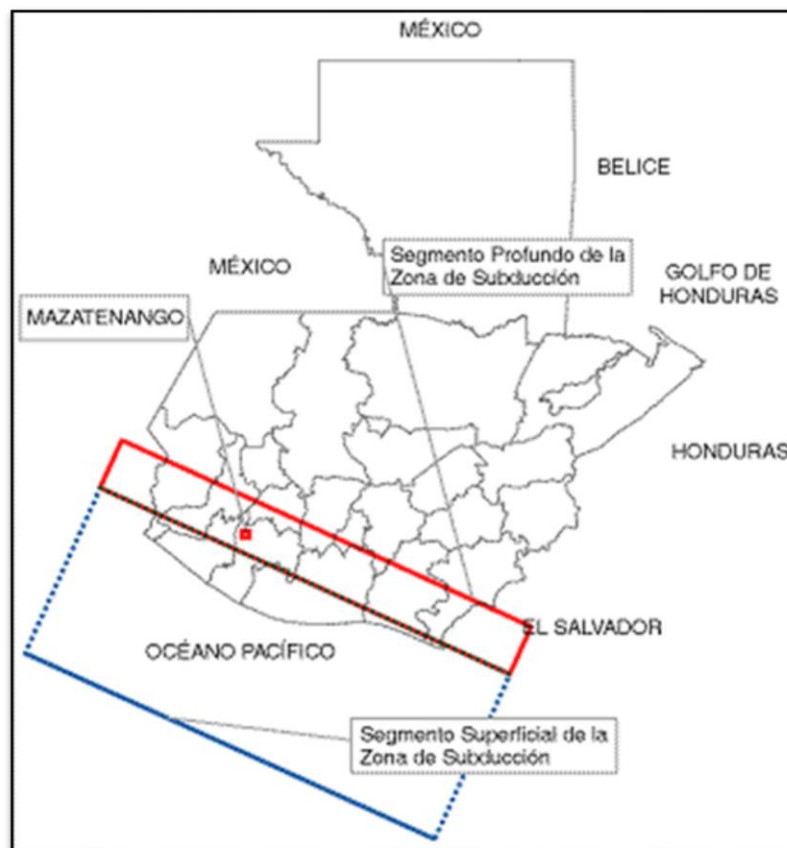 MÉXICO
BELICE
Segmento Profundo de la
Zona de Subducción
MÉXICO
GOLFO DE
HONDURAS
MAZATENANGO
HONDURAS
EL SALVADOR
OCÉANO PACÍFICO
Segmento Superficial de la
Zona de Subducción